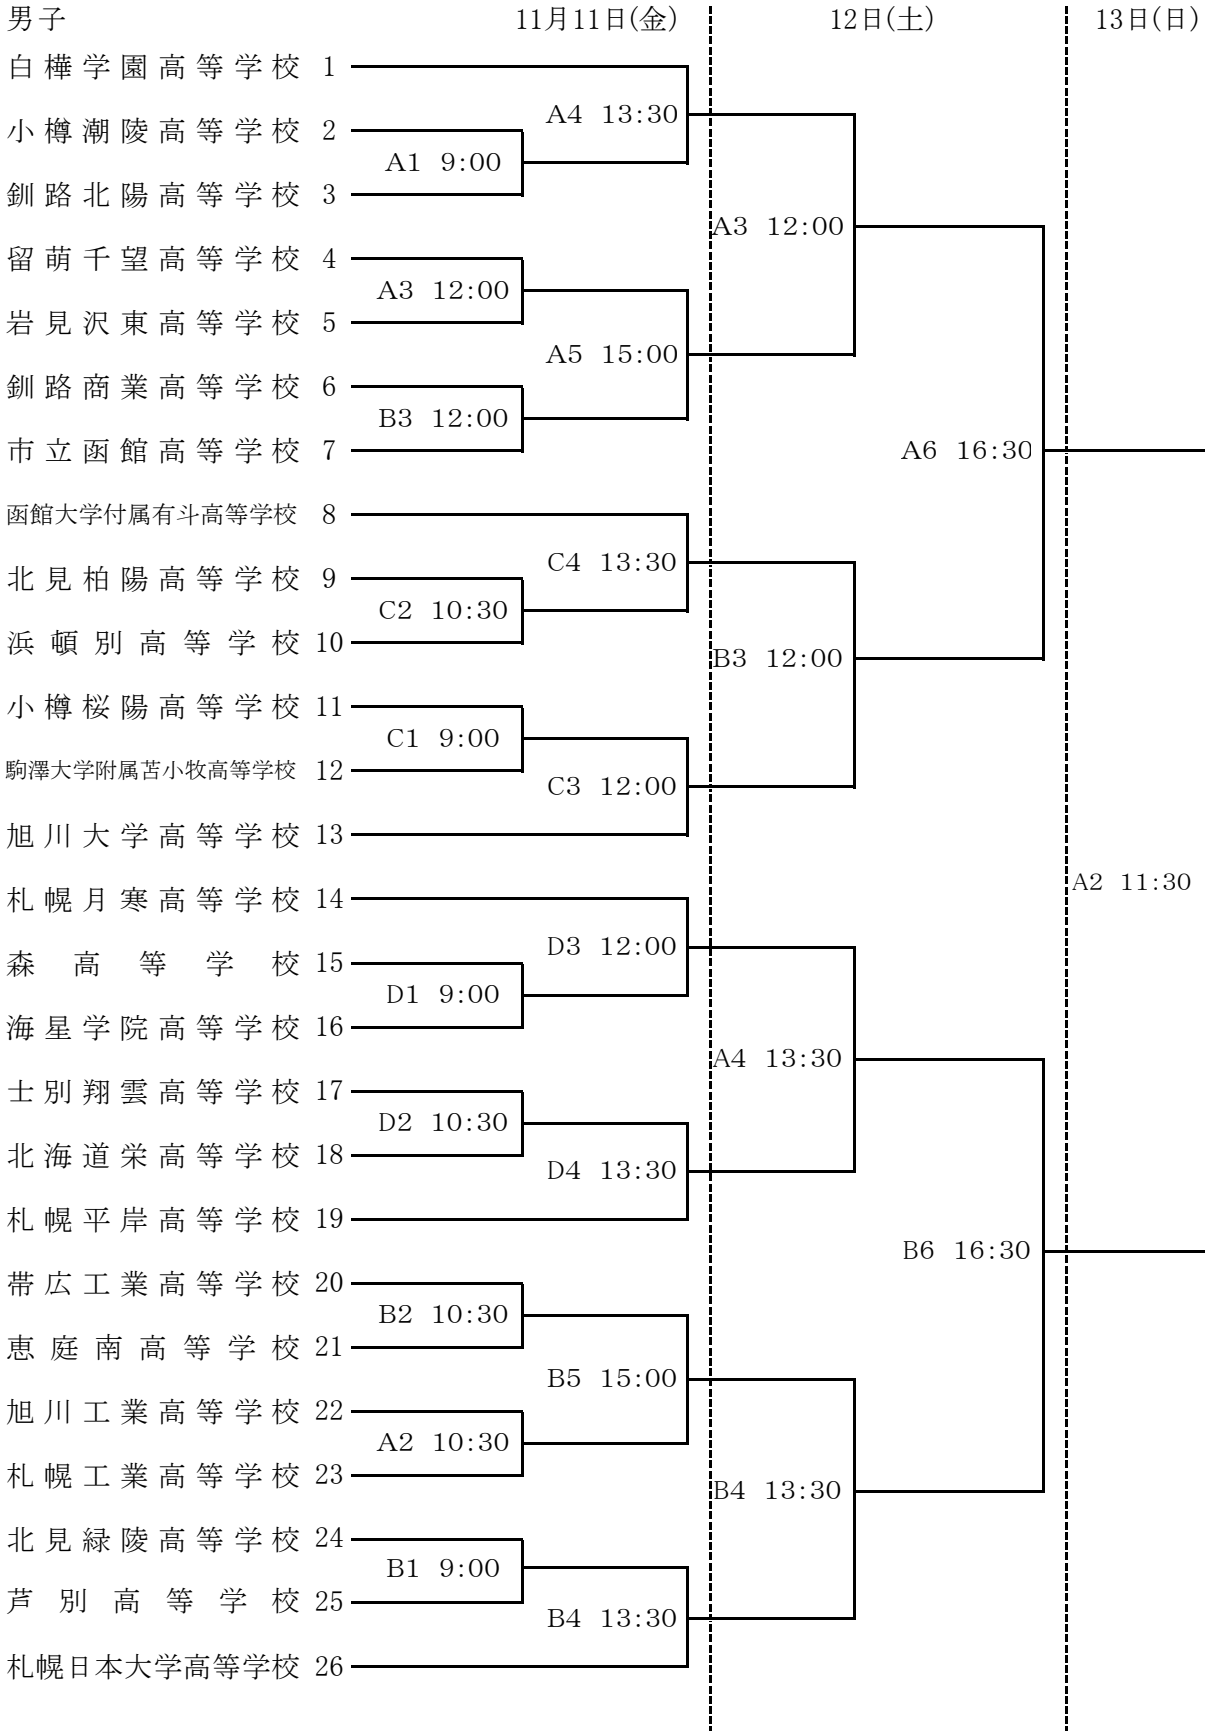 男子 11月11日(金) 12日(土) 13日(日)
白樺学園高等学校 1
A4 13:30
小樽潮陵高等学校 2
A1 9:00
釧路北陽高等学校 3
A3 12:00
留萌千望高等学校 4
A3 12:00
岩見沢東高等学校 5
A5 15:00
釧路商業高等学校 6
B3 12:00
市立函館高等学校 7
A6 16:30
函館大学付属有斗高等学校 8
C4 13:30
北見柏陽高等学校 9
C2 10:30
浜頓別高等学校 10
B3 12:00
小樽桜陽高等学校 11
C1 9:00
駒澤大学附属苫小牧高等学校 12
C3 12:00
旭川大学高等学校 13
A2 11:30
札幌月寒高等学校 14
D3 12:00
森高等学校 15
D1 9:00
海星学院高等学校 16
A4 13:30
士別翔雲高等学校 17
D2 10:30
北海道栄高等学校 18
D4 13:30
札幌平岸高等学校 19
B6 16:30
帯広工業高等学校 20
B2 10:30
恵庭南高等学校 21
B5 15:00
旭川工業高等学校 22
A2 10:30
札幌工業高等学校 23
B4 13:30
北見緑陵高等学校 24
B1 9:00
芦別高等学校 25
B4 13:30
札幌日本大学高等学校 26